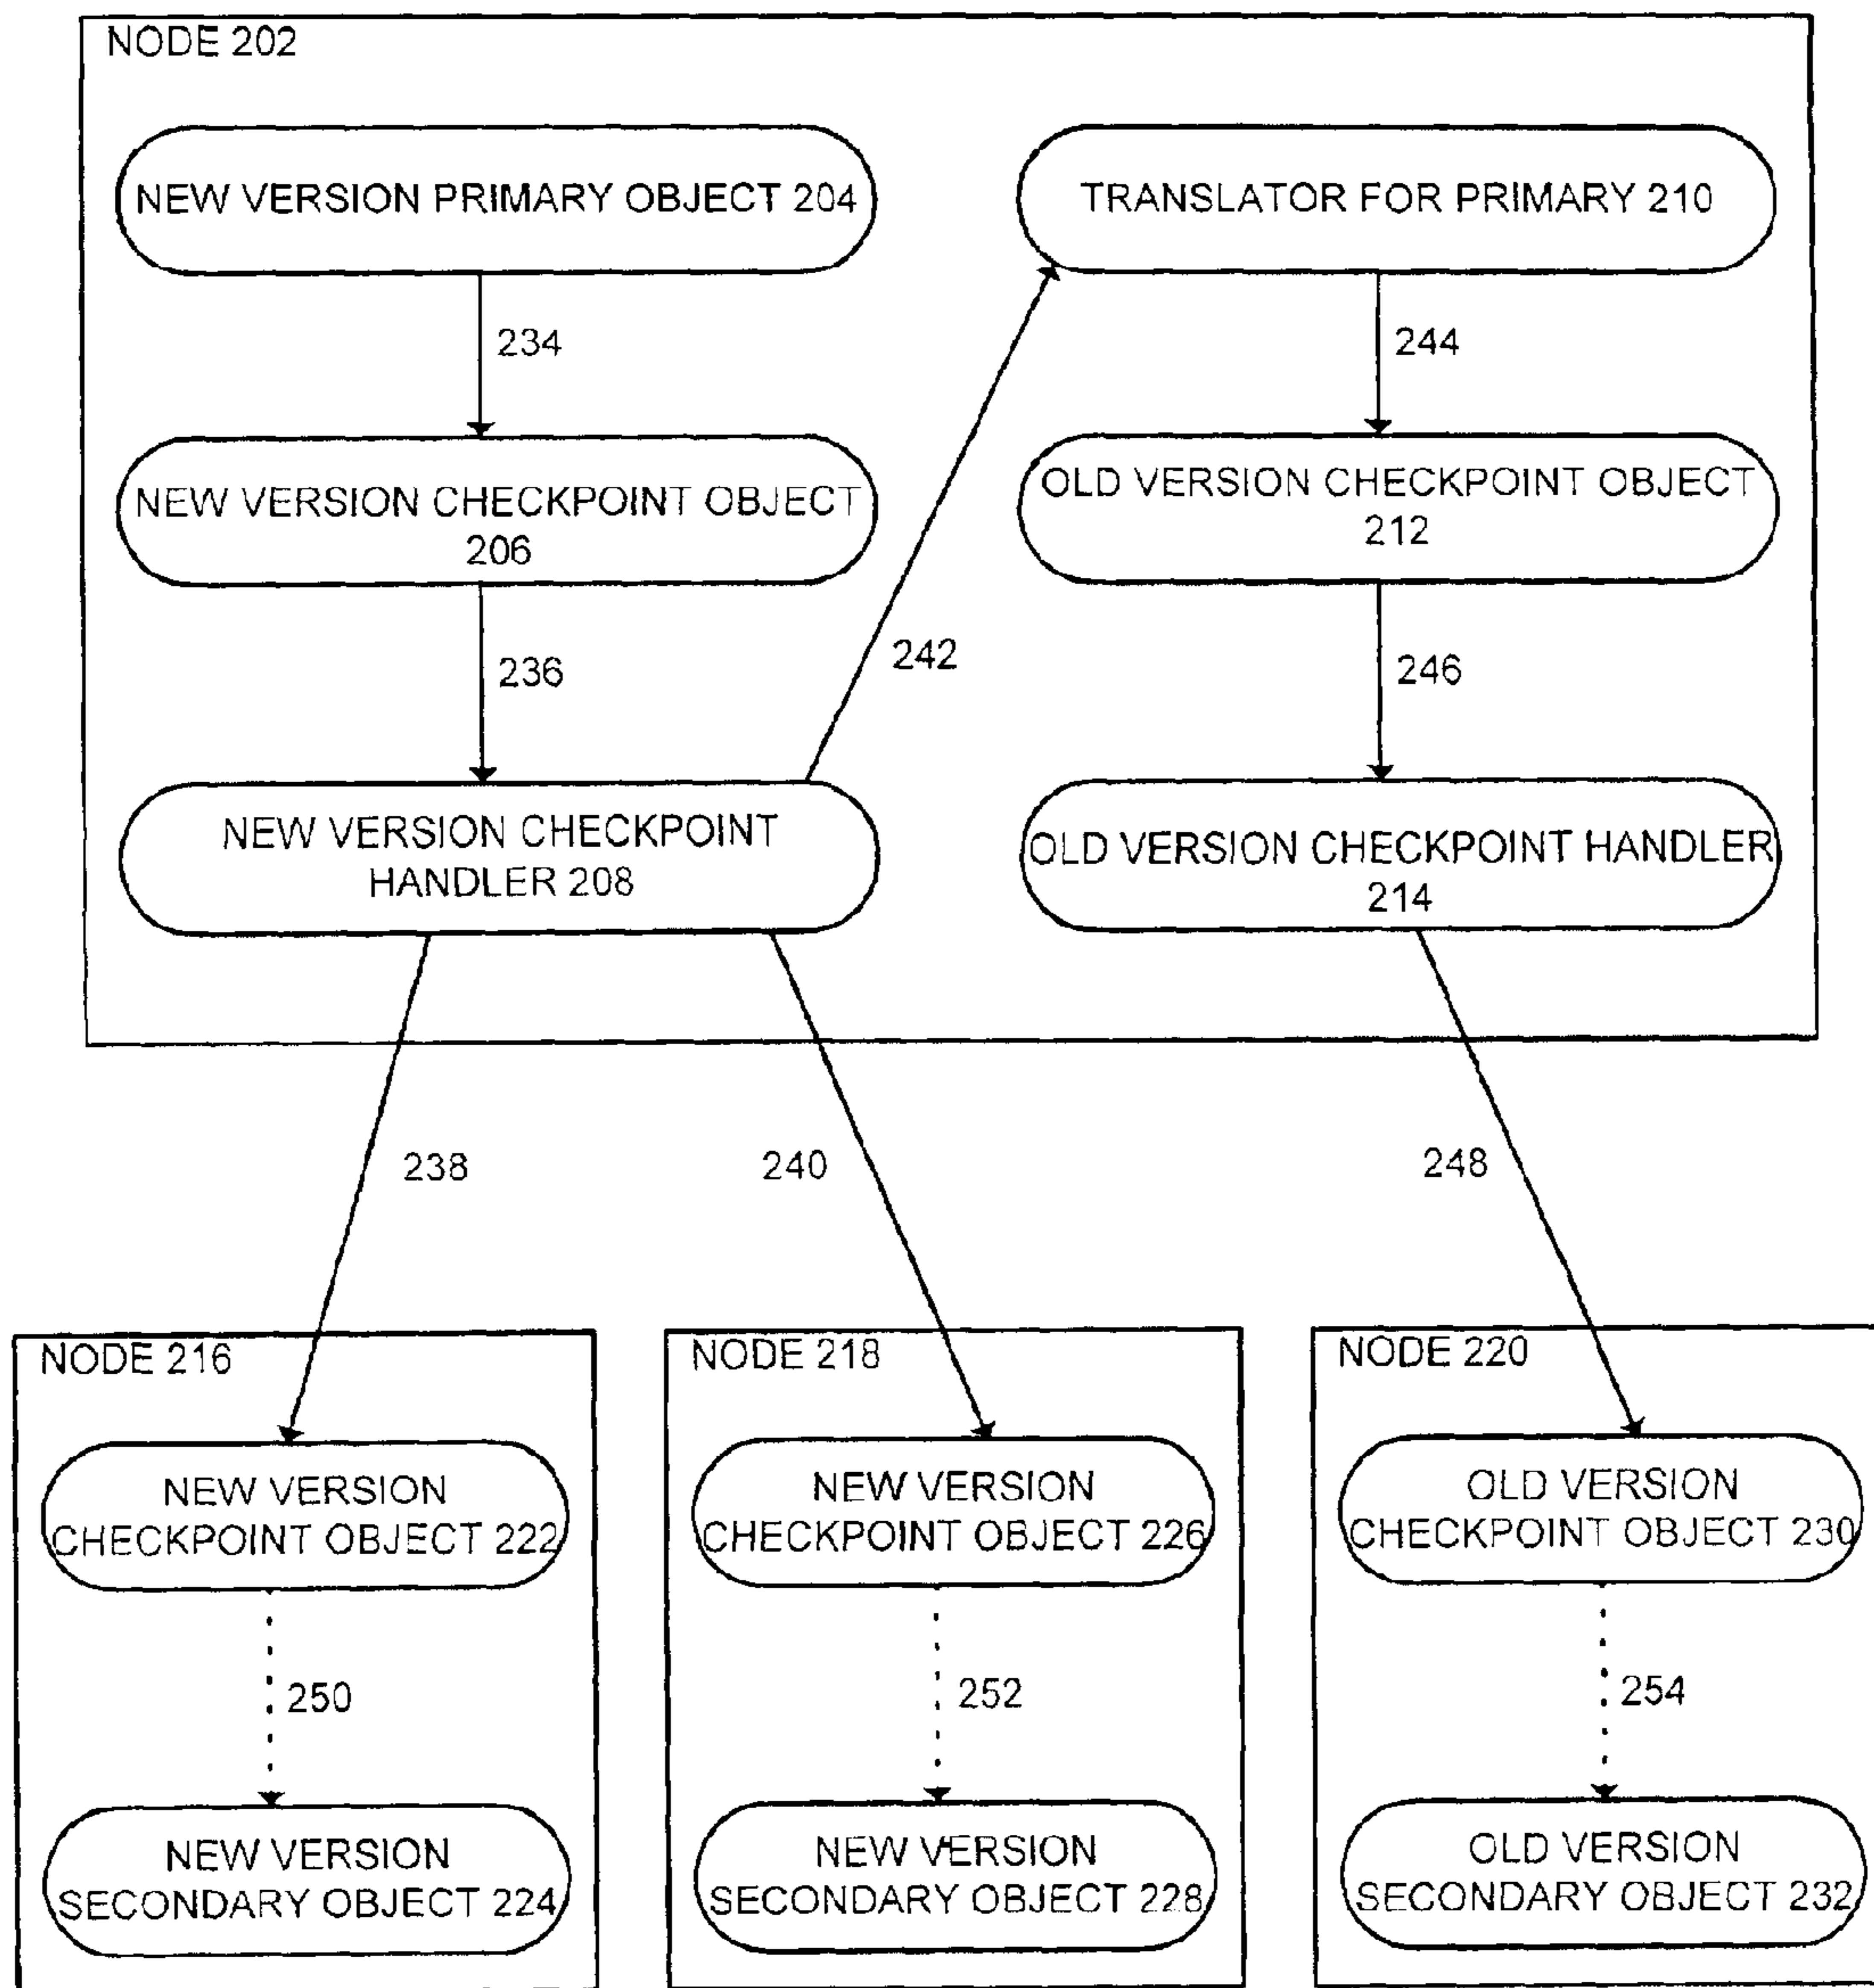 NODE 202
NEW VERSION PRIMARY OBJECT 204
TRANSLATOR FOR PRIMARY 210
234
244
NEW VERSION CHECKPOINT OBJECT
206
OLD VERSION CHECKPOINT OBJECT
212
236
242
246
NEW VERSION CHECKPOINT
HANDLER 208
OLD VERSION CHECKPOINT HANDLER
214
238
240
248
NODE 216
NODE 218
NODE 220
NEW VERSION
CHECKPOINT OBJECT 222
NEW VERSION
CHECKPOINT OBJECT 226
OLD VERSION
CHECKPOINT OBJECT 230
250
252
254
NEW VERSION
SECONDARY OBJECT 224
NEW VERSION
SECONDARY OBJECT 228
OLD VERSION
SECONDARY OBJECT 232